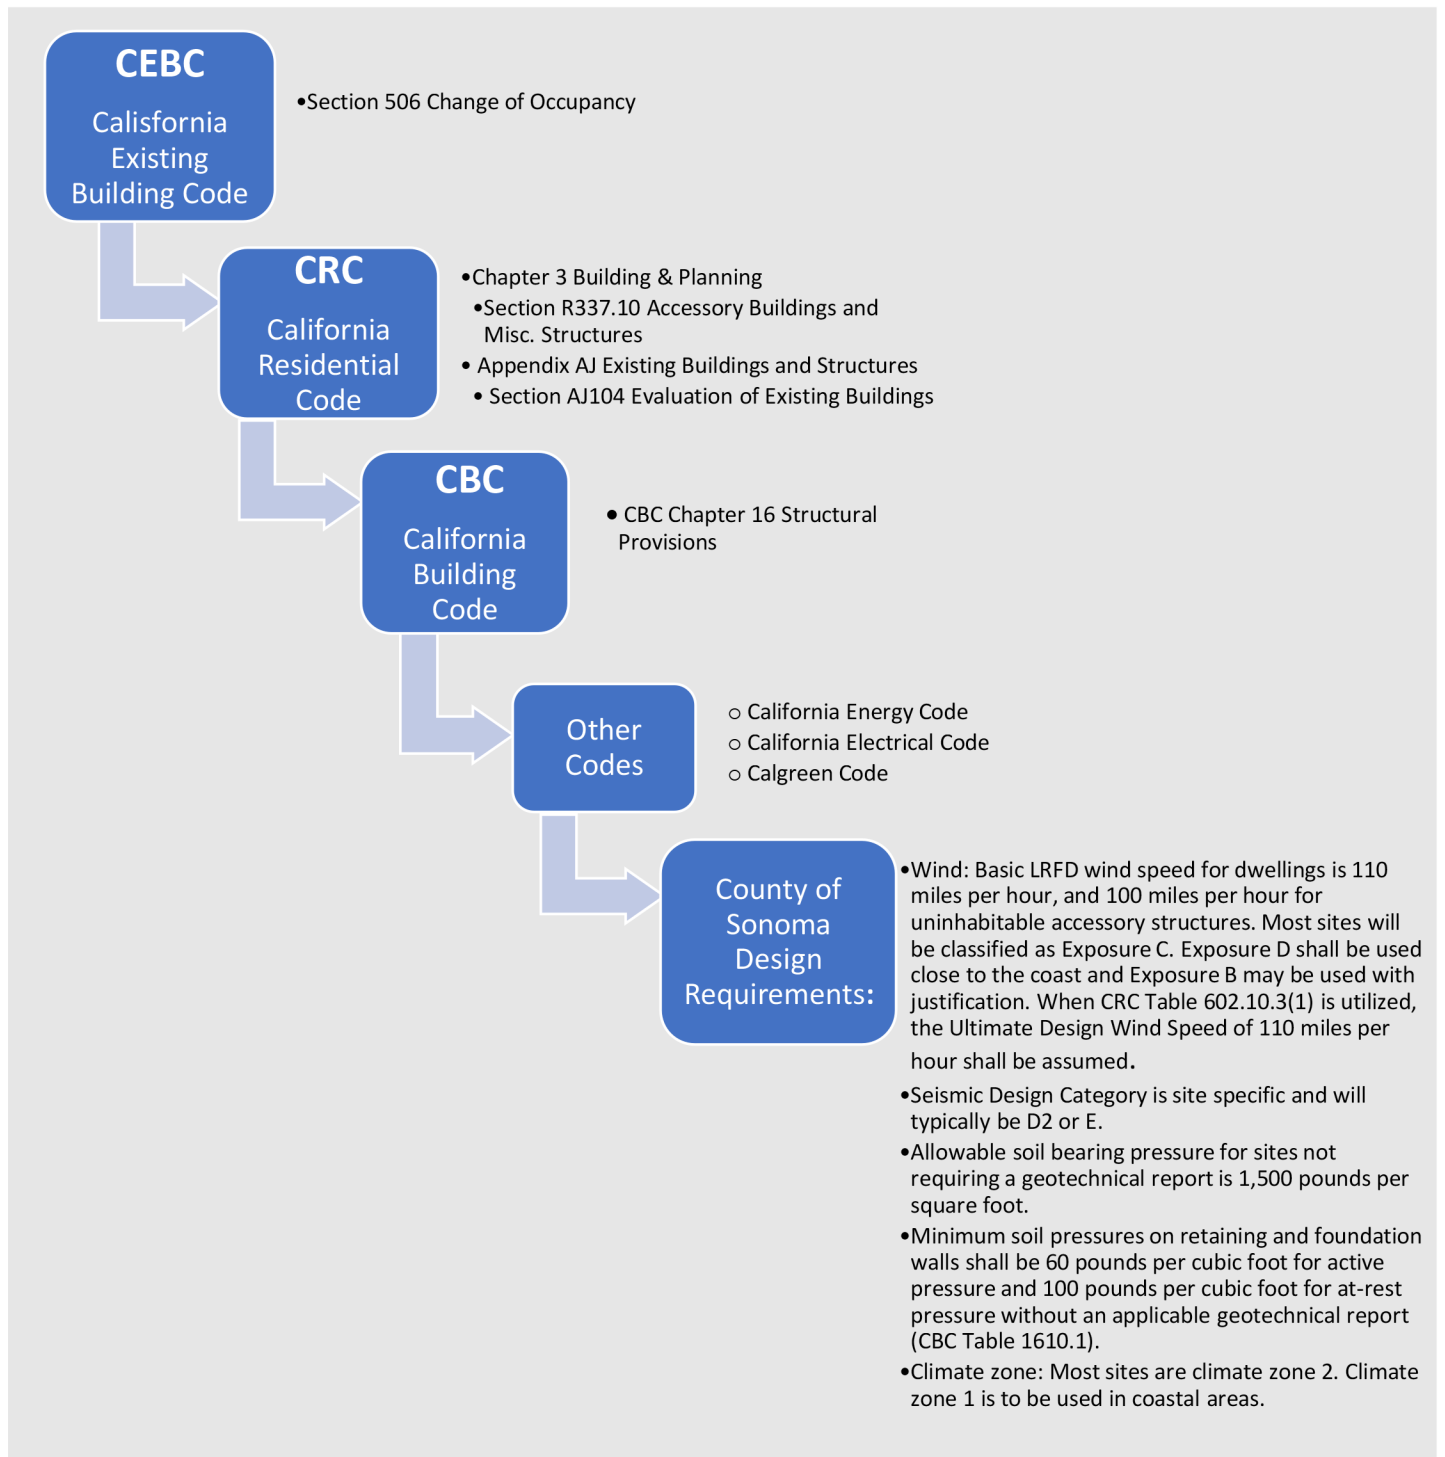 CEBC
Calisfornia
Existing
Building Code
•Section 506 Change of Occupancy
CRC
California
Residential
Code
•Chapter 3 Building & Planning
•Section R337.10 Accessory Buildings and
Misc. Structures
• Appendix AJ Existing Buildings and Structures
• Section AJ104 Evaluation of Existing Buildings
CBC
California
Building
Code
• CBC Chapter 16 Structural
Provisions
Other
Codes
o California Energy Code
o California Electrical Code
o Calgreen Code
County of
Sonoma
Design
Requirements:
•Wind: Basic LRFD wind speed for dwellings is 110
miles per hour, and 100 miles per hour for
uninhabitable accessory structures. Most sites will
be classified as Exposure C. Exposure D shall be used
close to the coast and Exposure B may be used with
justification. When CRC Table 602.10.3(1) is utilized,
the Ultimate Design Wind Speed of 110 miles per
hour shall be assumed.
•Seismic Design Category is site specific and will
typically be D2 or E.
•Allowable soil bearing pressure for sites not
requiring a geotechnical report is 1,500 pounds per
square foot.
•Minimum soil pressures on retaining and foundation
walls shall be 60 pounds per cubic foot for active
pressure and 100 pounds per cubic foot for at-rest
pressure without an applicable geotechnical report
(CBC Table 1610.1).
•Climate zone: Most sites are climate zone 2. Climate
zone 1 is to be used in coastal areas.